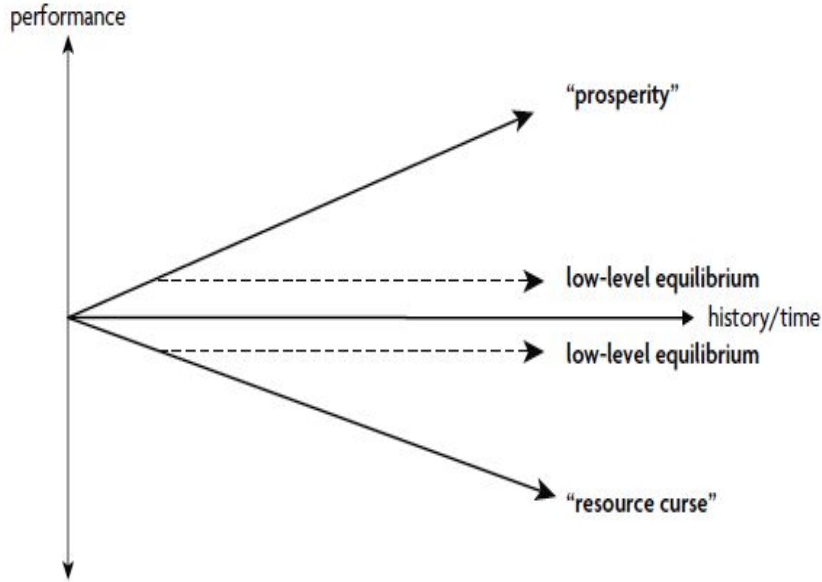 performance
“prosperity”
low-level equilibrium
history/time
low-level equilibrium
“resource curse”